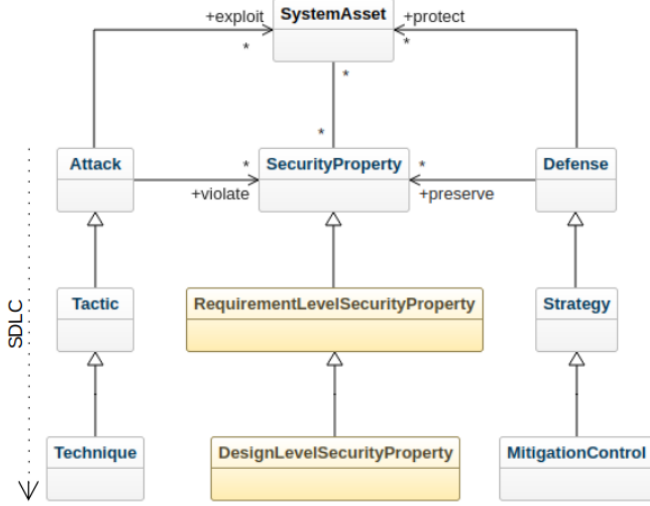 SystemAsset
+exploit
+protect
*
*
*
*
Attack
SecurityProperty
Defense
*
*
+violate
+preserve
SDLC
Tactic
RequirementLevelSecurityProperty
Strategy
Technique
DesignLevelSecurityProperty
MitigationControl